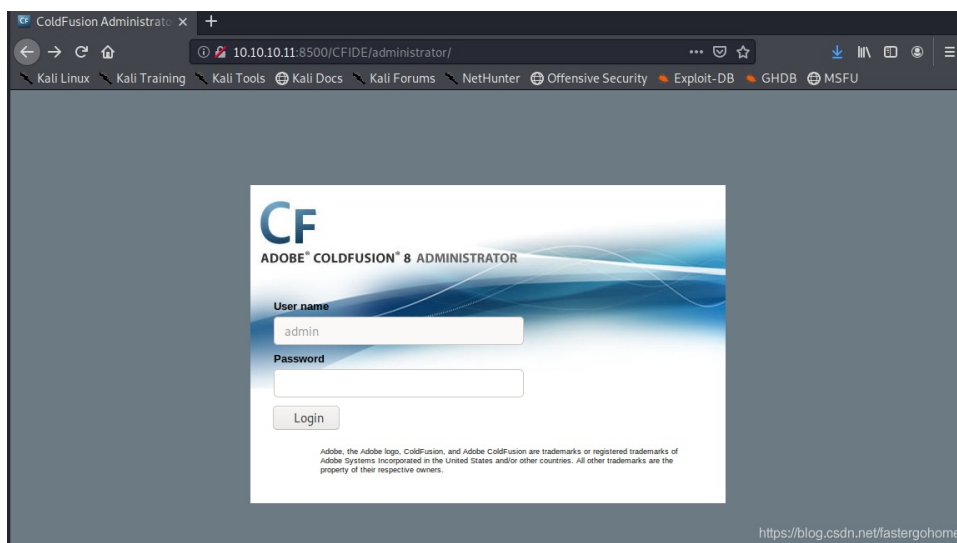 CF ColdFusion Administrato
10.10.10.11:8500/CFIDE/administrator/
Kali Linux Kali Training Kali Tools Kali Docs Kali Forums NetHunter Offensive Security Exploit-DB GHDB MSFU
CF
ADOBE® COLDFUSION® 8 ADMINISTRATOR
User name
admin
Password
Login
Adobe, the Adobe logo, ColdFusion, and Adobe ColdFusion are trademarks or registered trademarks of
Adobe Systems Incorporated in the United States and/or other countries. All other trademarks are the
property of their respective owners.
https://blog.csdn.net/fastergohome